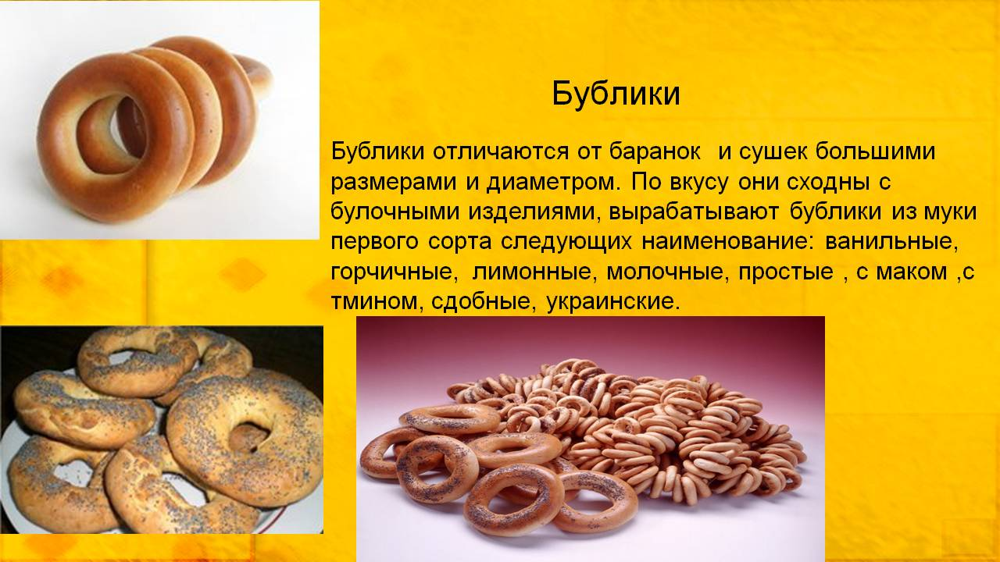 Бублики
Бублики отличаются от баранок  и сушек большими
размерами и диаметром. По вкусу они сходны с
булочными изделиями, вырабатывают бублики из муки
первого сорта следующих наименование: ванильные,
горчичные,  лимонные, молочные, простые , с маком ,с
тмином, сдобные, украинские.